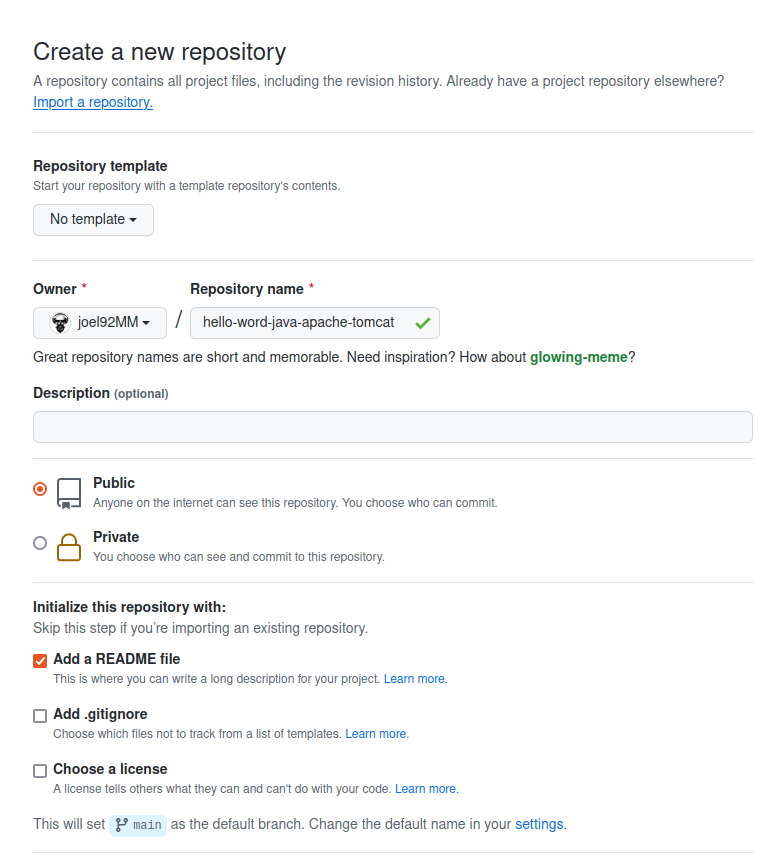 Create a new repository
A repository contains all project files, including the revision history. Already have a project repository elsewhere?
Import a repository.
Repository template
Start your repository with a template repository's contents.
No template
Owner * Repository name *
joel92MM / hello-word-java-apache-tomcat
Great repository names are short and memorable. Need inspiration? How about glowing-meme?
Description (optional)
Public
Anyone on the internet can see this repository. You choose who can commit.
Private
You choose who can see and commit to this repository.
Initialize this repository with:
Skip this step if you're importing an existing repository.
Add a README file
This is where you can write a long description for your project. Learn more.
Add .gitignore
Choose which files not to track from a list of templates. Learn more.
Choose a license
A license tells others what they can and can't do with your code. Learn more.
This will set main as the default branch. Change the default name in your settings.